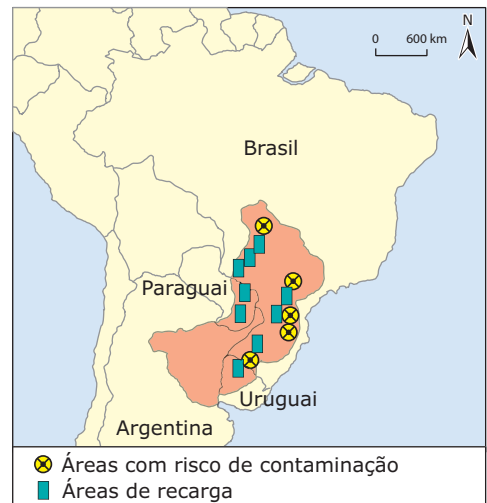 N
0 600 km
Brasil
Paraguai
Uruguai
Argentina
Áreas com risco de contaminação
Áreas de recarga